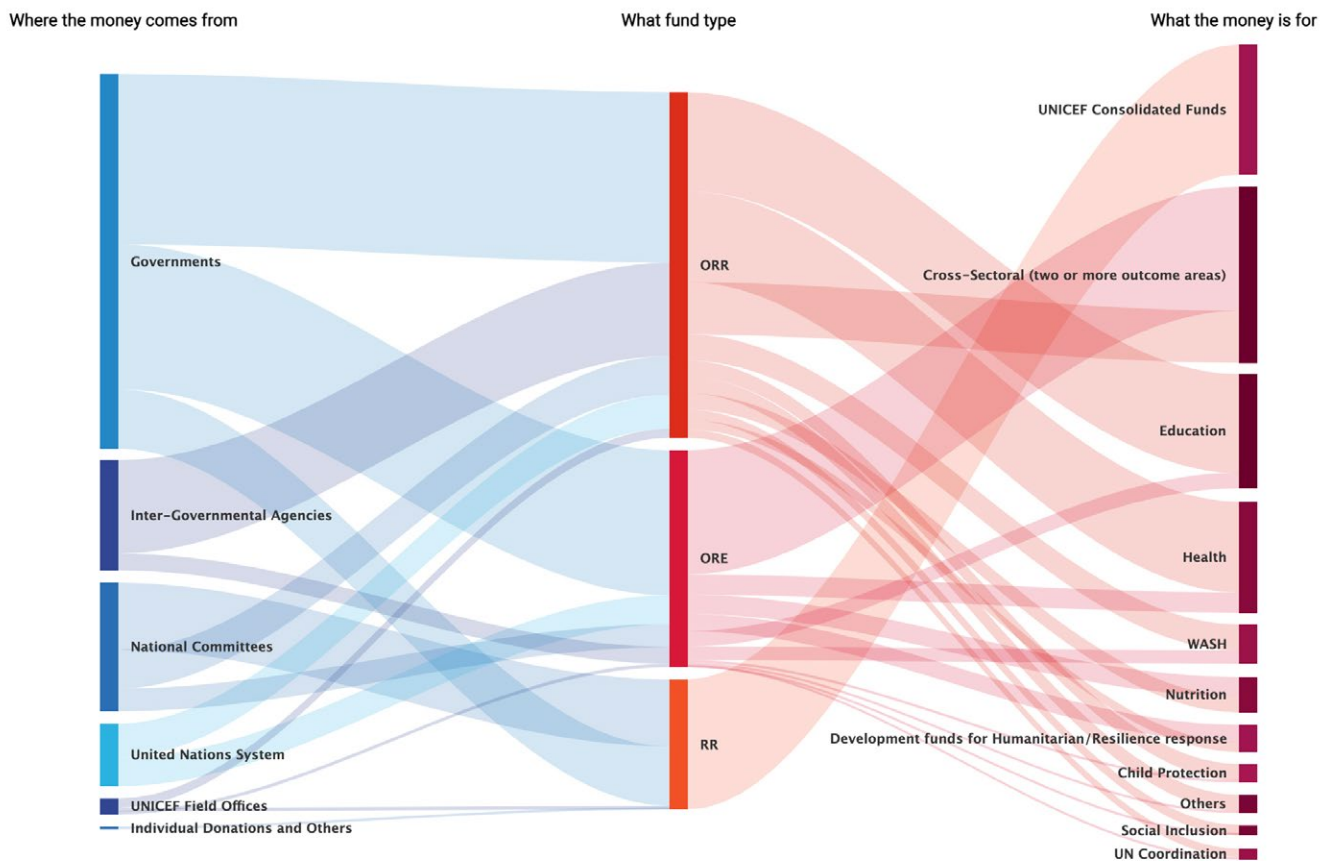 Where the money comes from
What fund type
What the money is for
Governments
Inter-Governmental Agencies
National Committees
United Nations System
UNICEF Field Offices
Individual Donations and Others
ORR
ORE
RR
UNICEF Consolidated Funds
Cross-Sectoral (two or more outcome areas)
Education
Health
WASH
Nutrition
Development funds for Humanitarian/Resilience response
Child Protection
Others
Social Inclusion
UN Coordination